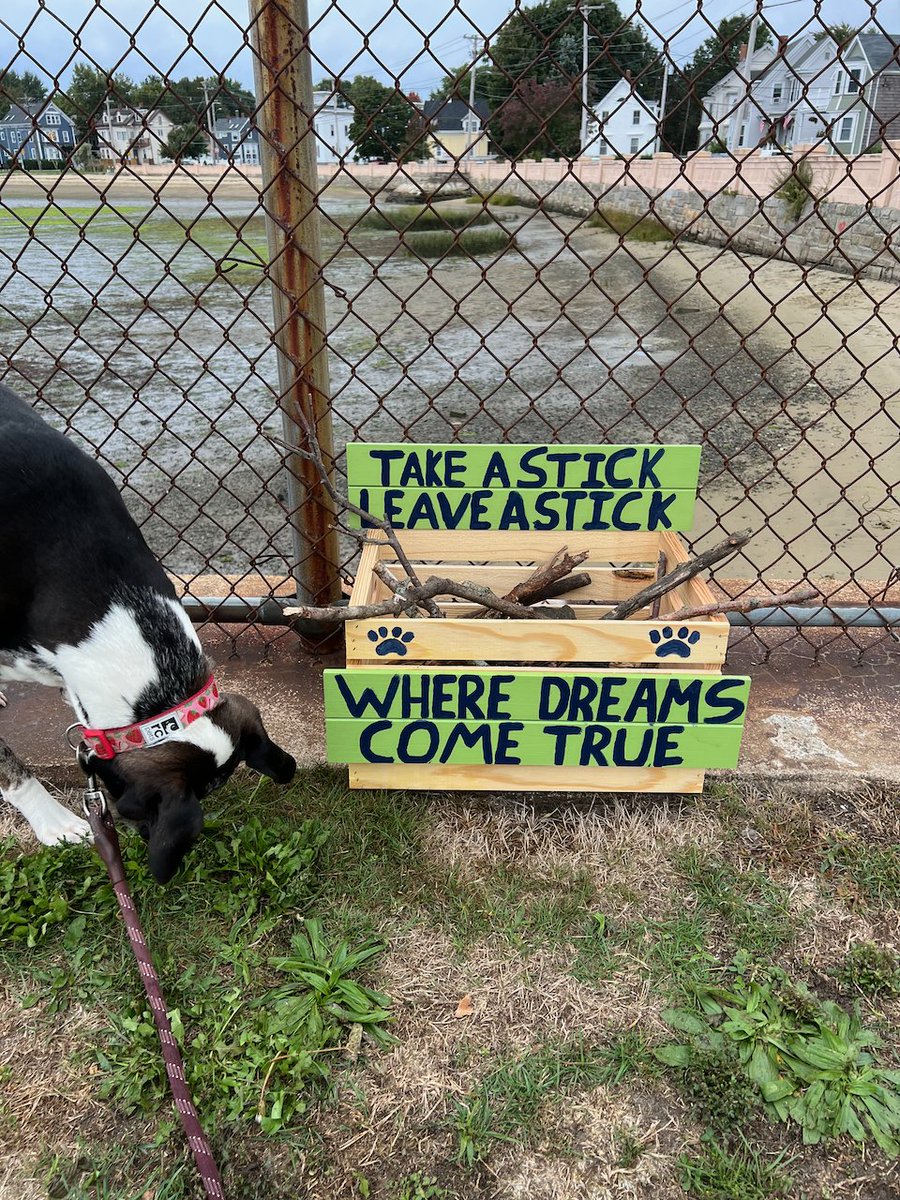 TAKE A STICK
LEAVE A STICK
WHERE DREAMS
COME TRUE